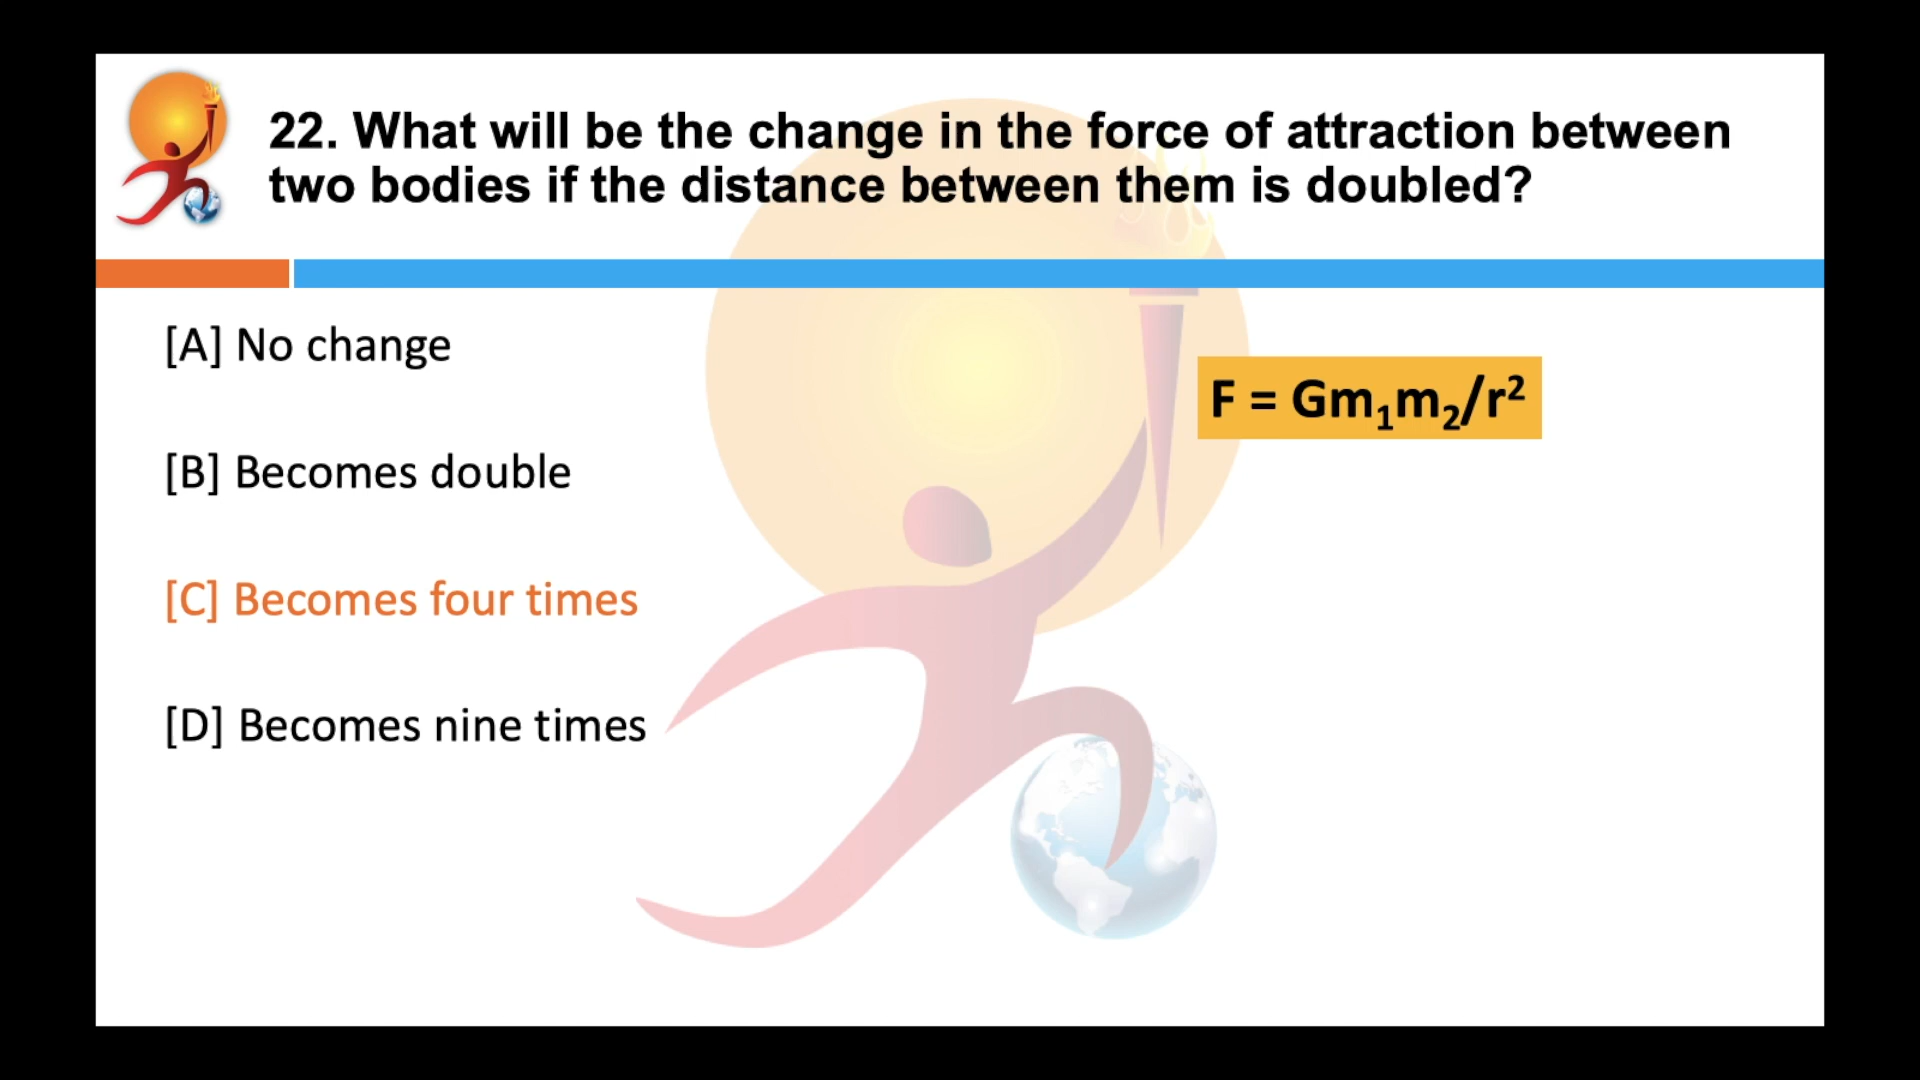 22. What will be the change in the force of attraction between
two bodies if the distance between them is doubled?
[A] No change
F = Gm₁m₂/r²
[B] Becomes double
[C] Becomes four times
[D] Becomes nine times